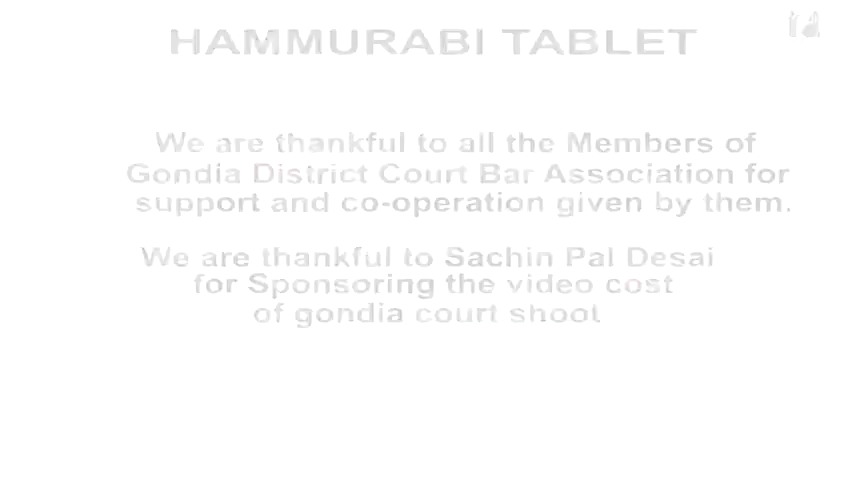 HAMMURABI TABLET
We are thankful to all the Members of
Gondia District Court Bar Association for
support and co-operation given by them.
We are thankful to Sachin Pal Desai
for Sponsoring the video cost
of gondia court shoot